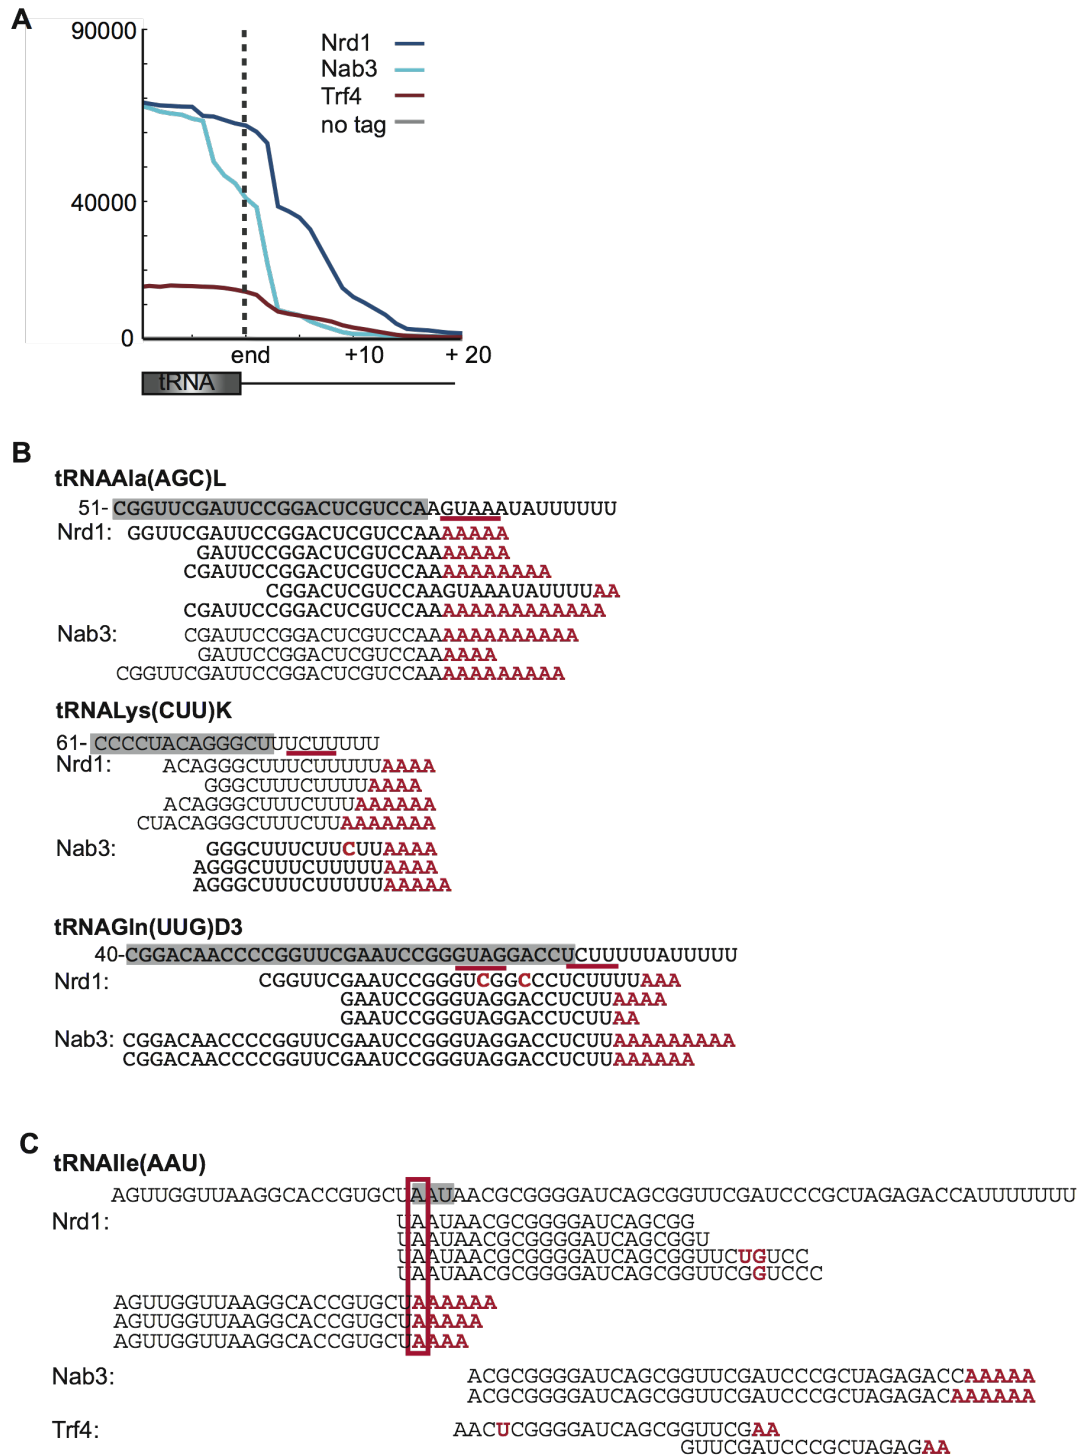 A
90000
Nrd1
Nab3
Trf4
no tag
40000
0
end +10 + 20
tRNA
B
tRNAAla(AGC)L
51- CGGUUCGAUUCCGGACUCGUCCAAGUAAAUAUUUUUU
Nrd1: GGUUCGAUUCCGGACUCGUCCAAAAAAA
GAUUCCGGACUCGUCCAAAAAAA
CGAUUCCGGACUCGUCCAAAAAAAAAA
CGGACUCGUCCAAGUAAAUAUUUUAA
CGAUUCCGGACUCGUCCAAAAAAAAAAAAAA
Nab3: CGAUUCCGGACUCGUCCAAAAAAAAAAAA
GAUUCCGGACUCGUCCAAAAAA
CGGUUCGAUUCCGGACUCGUCCAAAAAAAAAAA
tRNALys(CUU)K
61- CCCCUACAGGGCUUUCUUUUU
Nrd1: ACAGGGCUUUCUUUUUAAAA
GGGCUUUCUUUUAAAA
ACAGGGCUUUCUUUAAAAAA
CUACAGGGCUUUCUUAAAAAAA
Nab3: GGGCUUUCUUCUUAAAA
AGGGCUUUCUUUUUAAAA
AGGGCUUUCUUUUUAAAAA
tRNAGln(UUG)D3
40-CGGACAACCCCGGUUCGAAUCCGGGUAGGACCUCUUUUUAUUUUU
Nrd1: CGGUUCGAAUCCGGGUCGGCCCUCUUUUAAA
GAAUCCGGGUAGGACCUCUUAAAA
GAAUCCGGGUAGGACCUCUUAA
Nab3: CGGACAACCCCGGUUCGAAUCCGGGUAGGACCUCUUAAAAAAAAA
CGGACAACCCCGGUUCGAAUCCGGGUAGGACCUCUUAAAAAA
C
tRNAIle(AAU)
AGUUGGUUAAGGCACCGUGCUAAUAACGCGGGGAUCAGCGGUUCGAUCCCGCUAGAGACCAUUUUUUU
Nrd1: UAAUAACGCGGGGAUCAGCGG
UAAUAACGCGGGGAUCAGCGGU
UAAUAACGCGGGGAUCAGCGGUUCUGUCC
UAAUAACGCGGGGAUCAGCGGUUCGGUCCC
AGUUGGUUAAGGCACCGUGCUAAAAAA
AGUUGGUUAAGGCACCGUGCUAAAAA
AGUUGGUUAAGGCACCGUGCUAAAA
Nab3: ACGCGGGGAUCAGCGGUUCGAUCCCGCUAGAGACCAAAAA
ACGCGGGGAUCAGCGGUUCGAUCCCGCUAGAGACAAAAAA
Trf4: AACUCGGGGAUCAGCGGUUCGAA
GUUCGAUCCCGCUAGAGAA